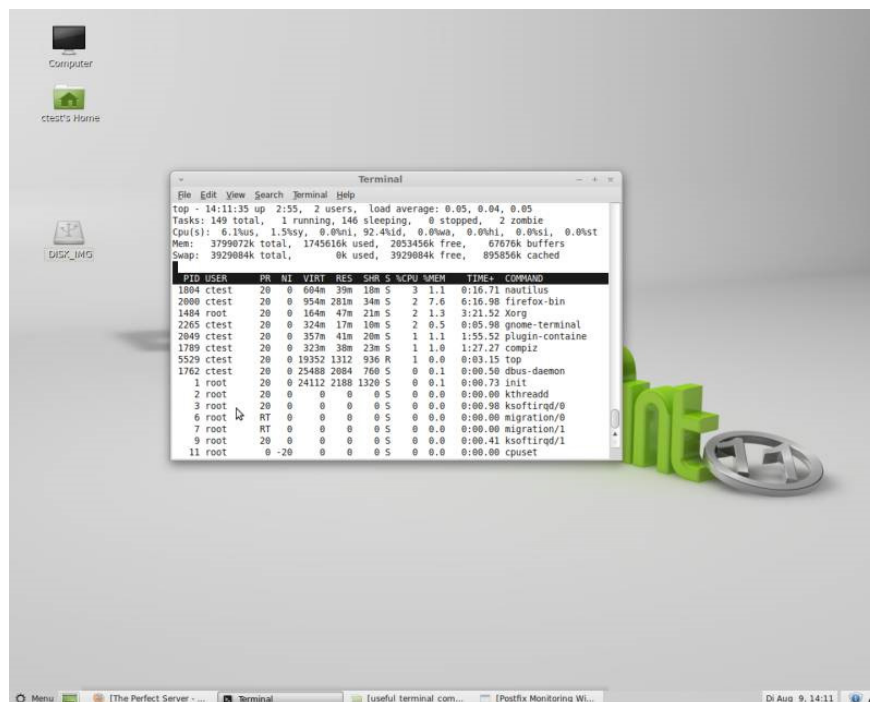 Computer
ctest's Home
DISK_IMG
Terminal
File Edit View Search Terminal Help
top - 14:11:35 up 2:55, 2 users, load average: 0.05, 0.04, 0.05
Tasks: 149 total, 1 running, 146 sleeping, 0 stopped, 2 zombie
Cpu(s): 6.1%us, 1.5%sy, 0.0%ni, 92.4%id, 0.0%wa, 0.0%hi, 0.0%si, 0.0%st
Mem: 3799072k total, 1745616k used, 2053456k free, 67676k buffers
Swap: 3929084k total, 0k used, 3929084k free, 895856k cached
PID USER PR NI VIRT RES SHR S %CPU %MEM TIME+ COMMAND
1804 ctest 20 0 604m 39m 18m S 3 1.1 0:16.71 nautilus
2000 ctest 20 0 954m 281m 34m S 2 7.6 6:16.98 firefox-bin
1484 root 20 0 164m 47m 21m S 2 1.3 3:21.52 Xorg
2265 ctest 20 0 324m 17m 10m S 2 0.5 0:05.98 gnome-terminal
2049 ctest 20 0 357m 41m 20m S 1 1.1 1:55.52 plugin-containe
1789 ctest 20 0 323m 38m 23m S 1 1.0 1:27.27 compiz
5529 ctest 20 0 19352 1312 936 R 1 0.0 0:03.15 top
1762 ctest 20 0 25488 2084 760 S 0 0.1 0:00.50 dbus-daemon
1 root 20 0 24112 2188 1320 S 0 0.1 0:00.73 init
2 root 20 0 0 0 0 S 0 0.0 0:00.00 kthreadd
3 root 20 0 0 0 0 S 0 0.0 0:00.98 ksoftirqd/0
6 root RT 0 0 0 0 S 0 0.0 0:00.00 migration/0
7 root RT 0 0 0 0 S 0 0.0 0:00.00 migration/1
9 root 20 0 0 0 0 S 0 0.0 0:00.41 ksoftirqd/1
11 root 0 -20 0 0 0 S 0 0.0 0:00.00 cpuset
int 11
Menu [The Perfect Server - ... Terminal [useful terminal com... [Postfix Monitoring Wi... Di Aug 9, 14:11